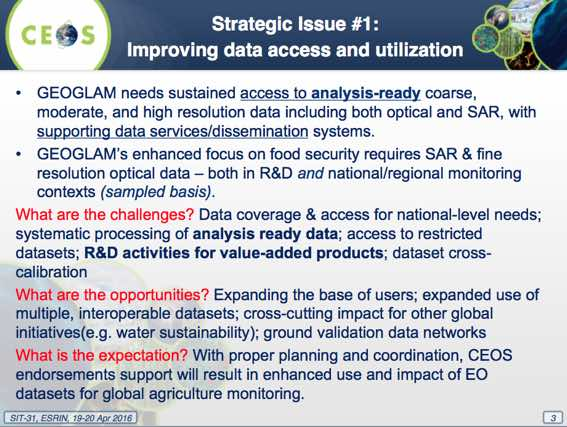 CEOS
Strategic Issue #1:
Improving data access and utilization
• GEOGLAM needs sustained access to analysis-ready coarse,
moderate, and high resolution data including both optical and SAR, with
supporting data services/dissemination systems.
• GEOGLAM's enhanced focus on food security requires SAR & fine
resolution optical data – both in R&D and national/regional monitoring
contexts (sampled basis).
What are the challenges? Data coverage & access for national-level needs;
systematic processing of analysis ready data; access to restricted
datasets; R&D activities for value-added products; dataset cross-
calibration
What are the opportunities? Expanding the base of users; expanded use of
multiple, interoperable datasets; cross-cutting impact for other global
initiatives(e.g. water sustainability); ground validation data networks
What is the expectation? With proper planning and coordination, CEOS
endorsements support will result in enhanced use and impact of EO
datasets for global agriculture monitoring.
SIT-31, ESRIN, 19-20 Apr 2016
3